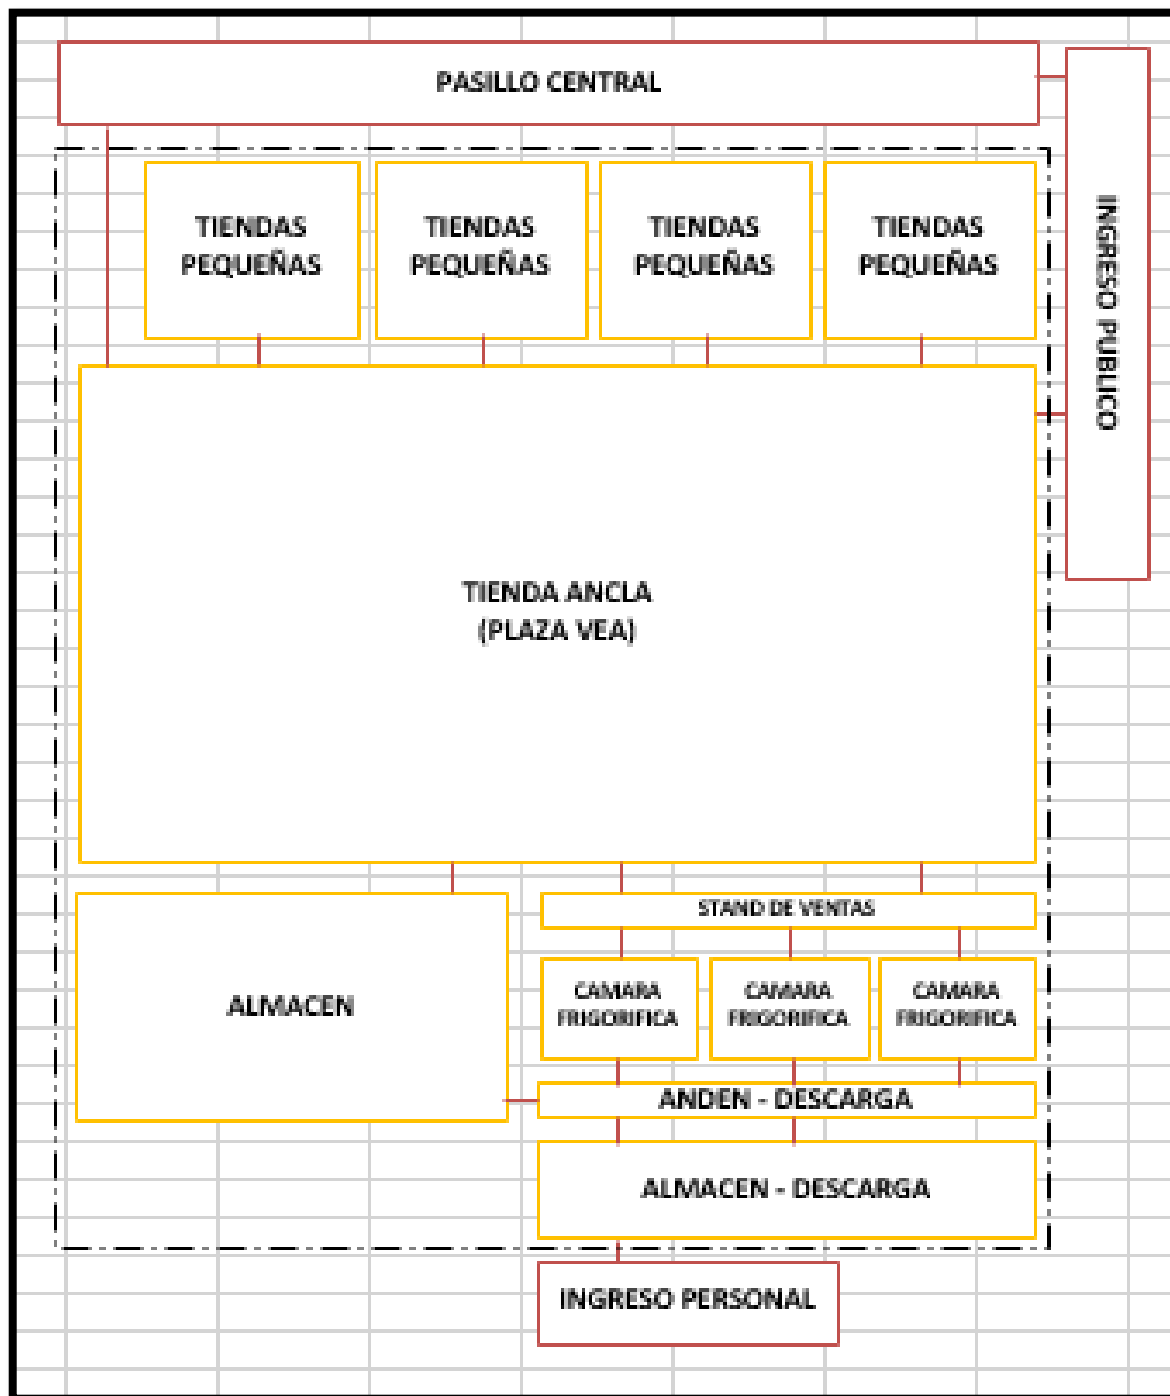 PASILLO CENTRAL
INGRESO PUBLICO
TIENDAS
PEQUEÑAS
TIENDAS
PEQUEÑAS
TIENDAS
PEQUEÑAS
TIENDAS
PEQUEÑAS
TIENDA ANCLA
(PLAZA VEA)
ALMACEN
STAND DE VENTAS
CAMARA
FRIGORIFICA
CAMARA
FRIGORIFICA
CAMARA
FRIGORIFICA
ANDEN - DESCARGA
ALMACEN - DESCARGA
INGRESO PERSONAL